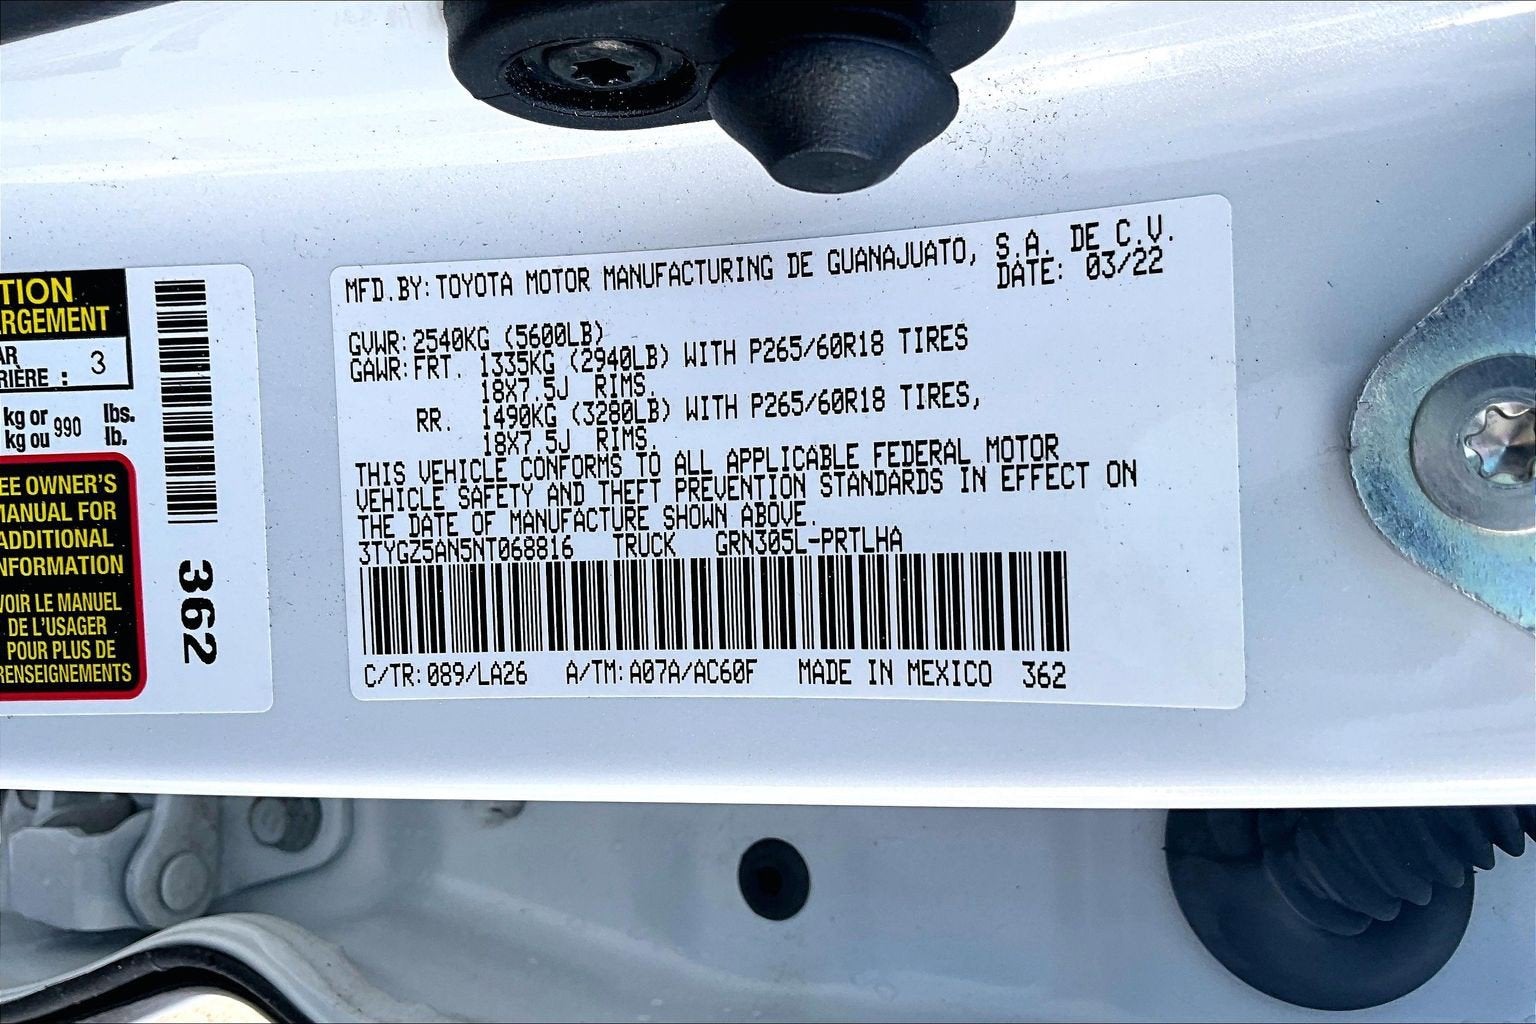 TION
RGEMENT
AR
RIÈRE : 3
kg or 990 lbs.
kg ou lb.
EE OWNER'S
MANUAL FOR
ADDITIONAL
NFORMATION
VOIR LE MANUEL
DE L'USAGER
POUR PLUS DE
RENSEIGNEMENTS
362
MFD.BY:TOYOTA MOTOR MANUFACTURING DE GUANAJUATO, S.A. DE C.V.
DATE: 03/22
GVWR:2540KG (5600LB)
GAWR:FRT. 1335KG (2940LB) WITH P265/60R18 TIRES
18X7.5J RIMS,
RR. 1490KG (3280LB) WITH P265/60R18 TIRES,
18X7.5J RIMS.
THIS VEHICLE CONFORMS TO ALL APPLICABLE FEDERAL MOTOR
VEHICLE SAFETY AND THEFT PREVENTION STANDARDS IN EFFECT ON
THE DATE OF MANUFACTURE SHOWN ABOVE.
3TYGZ5AN5NT068816 TRUCK GRN305L-PRTLHA
C/TR:089/LA26 A/TM:A07A/AC60F MADE IN MEXICO 362